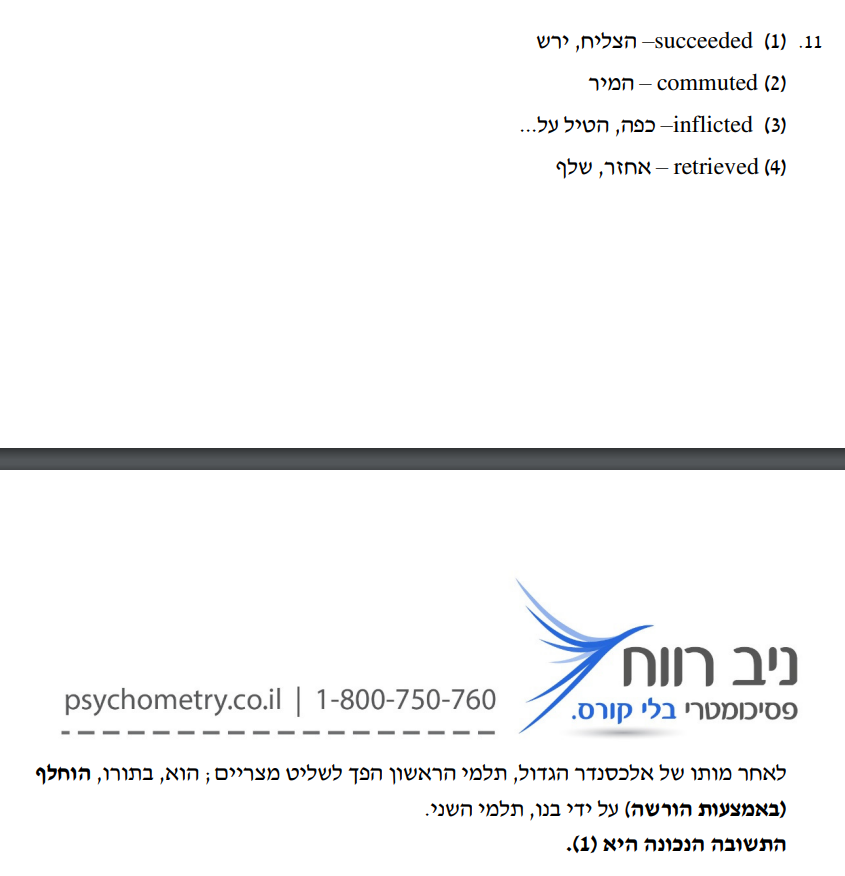 11. (1) succeeded – הצליח, ירש
(2) commuted – המיר
(3) inflicted – כפה, הטיל על...
(4) retrieved – אחזר, שלף
ניב רווח
פסיכומטרי בלי קורס.
psychometry.co.il | 1-800-750-760
לאחר מותו של אלכסנדר הגדול, תלמי הראשון הפך לשליט מצריים; הוא, בתורו, הוחלף
(באמצעות הורשה) על ידי בנו, תלמי השני.
התשובה הנכונה היא (1).